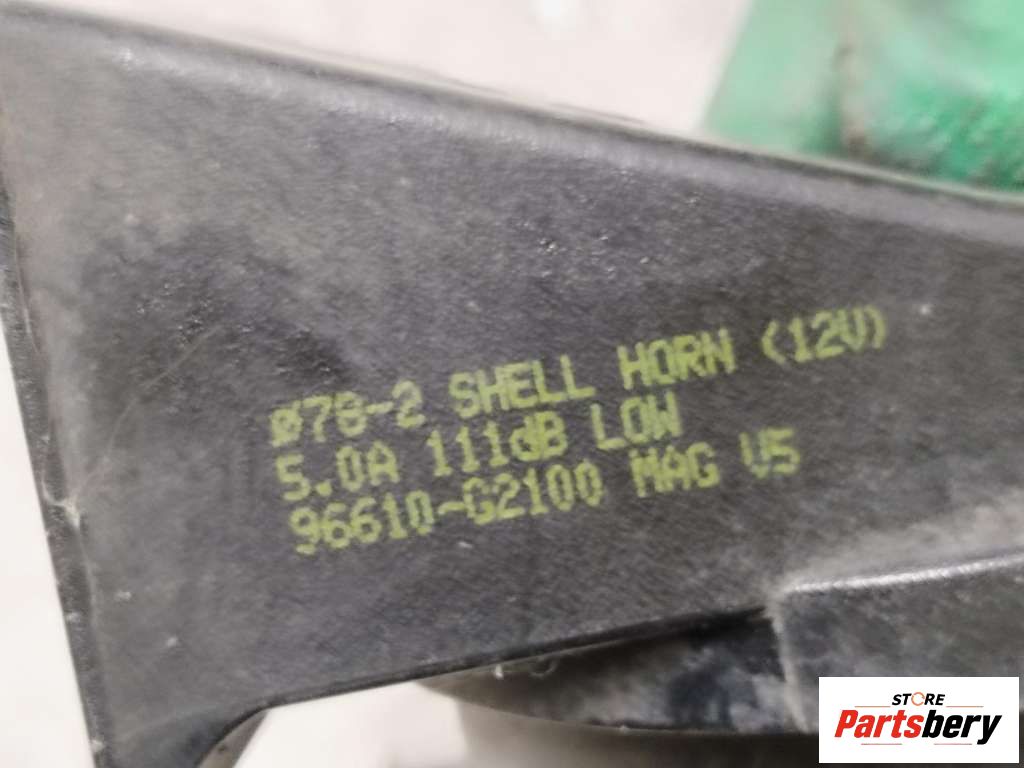 Ø78-2 SHELL HORN (12V)
5.0A 111dB LOW
96610-G2100 MAG V5
STORE
Partsbery